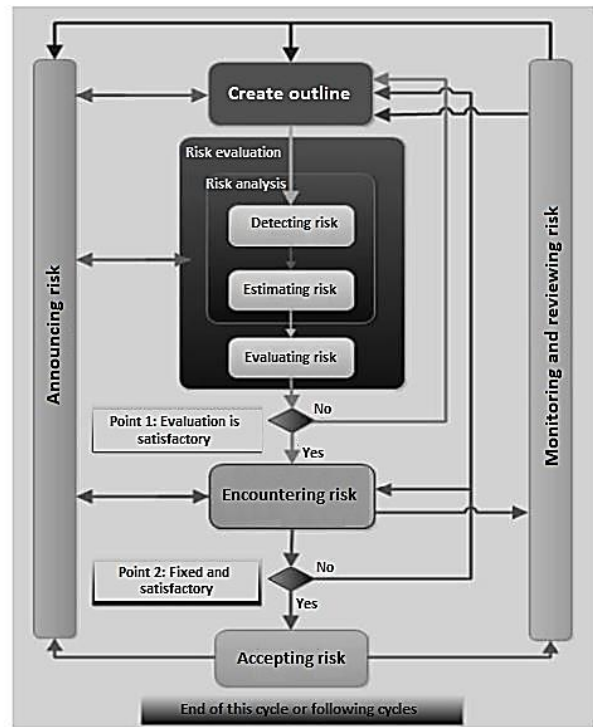 Create outline
Risk evaluation
Risk analysis
Detecting risk
Estimating risk
Evaluating risk
No
Point 1: Evaluation is
satisfactory
Yes
Encountering risk
No
Point 2: Fixed and
satisfactory
Yes
Accepting risk
End of this cycle or following cycles
Announcing risk
Monitoring and reviewing risk